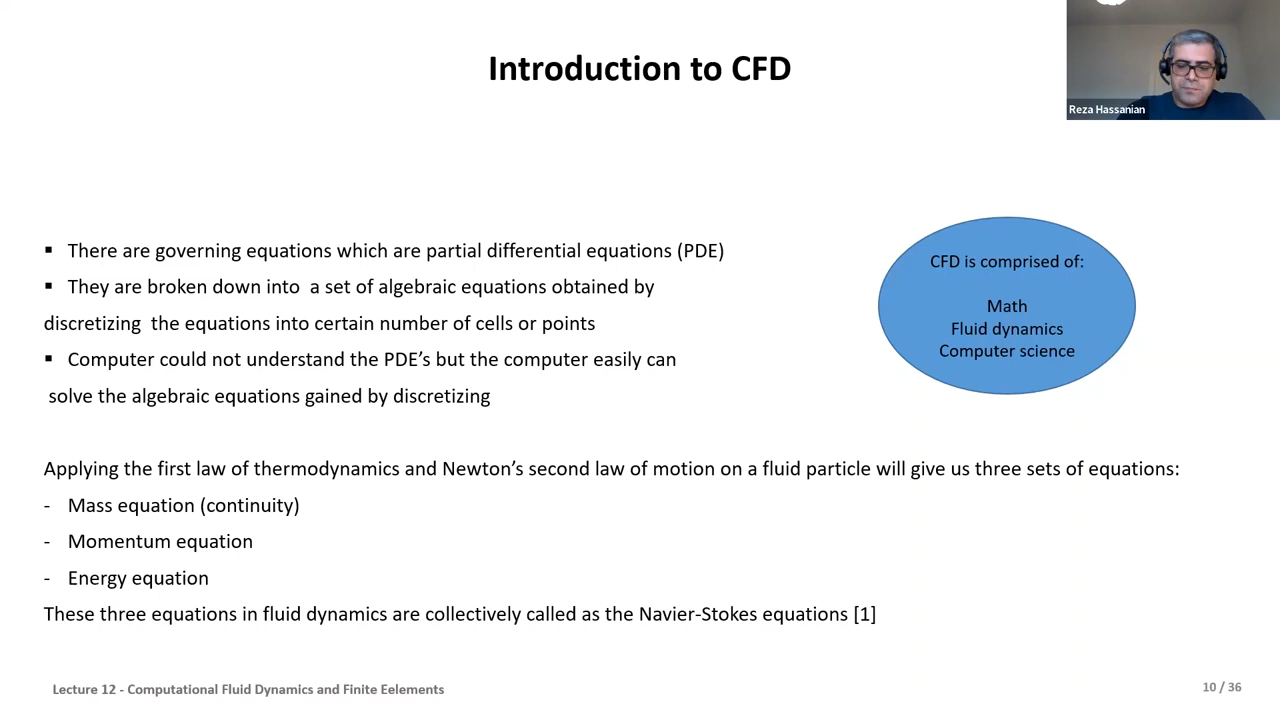 Introduction to CFD
Reza Hassanian
▪ There are governing equations which are partial differential equations (PDE)
▪ They are broken down into a set of algebraic equations obtained by
discretizing the equations into certain number of cells or points
▪ Computer could not understand the PDE's but the computer easily can
solve the algebraic equations gained by discretizing
CFD is comprised of:
Math
Fluid dynamics
Computer science
Applying the first law of thermodynamics and Newton's second law of motion on a fluid particle will give us three sets of equations:
- Mass equation (continuity)
- Momentum equation
- Energy equation
These three equations in fluid dynamics are collectively called as the Navier-Stokes equations [1]
Lecture 12 - Computational Fluid Dynamics and Finite Eelements
10 / 36